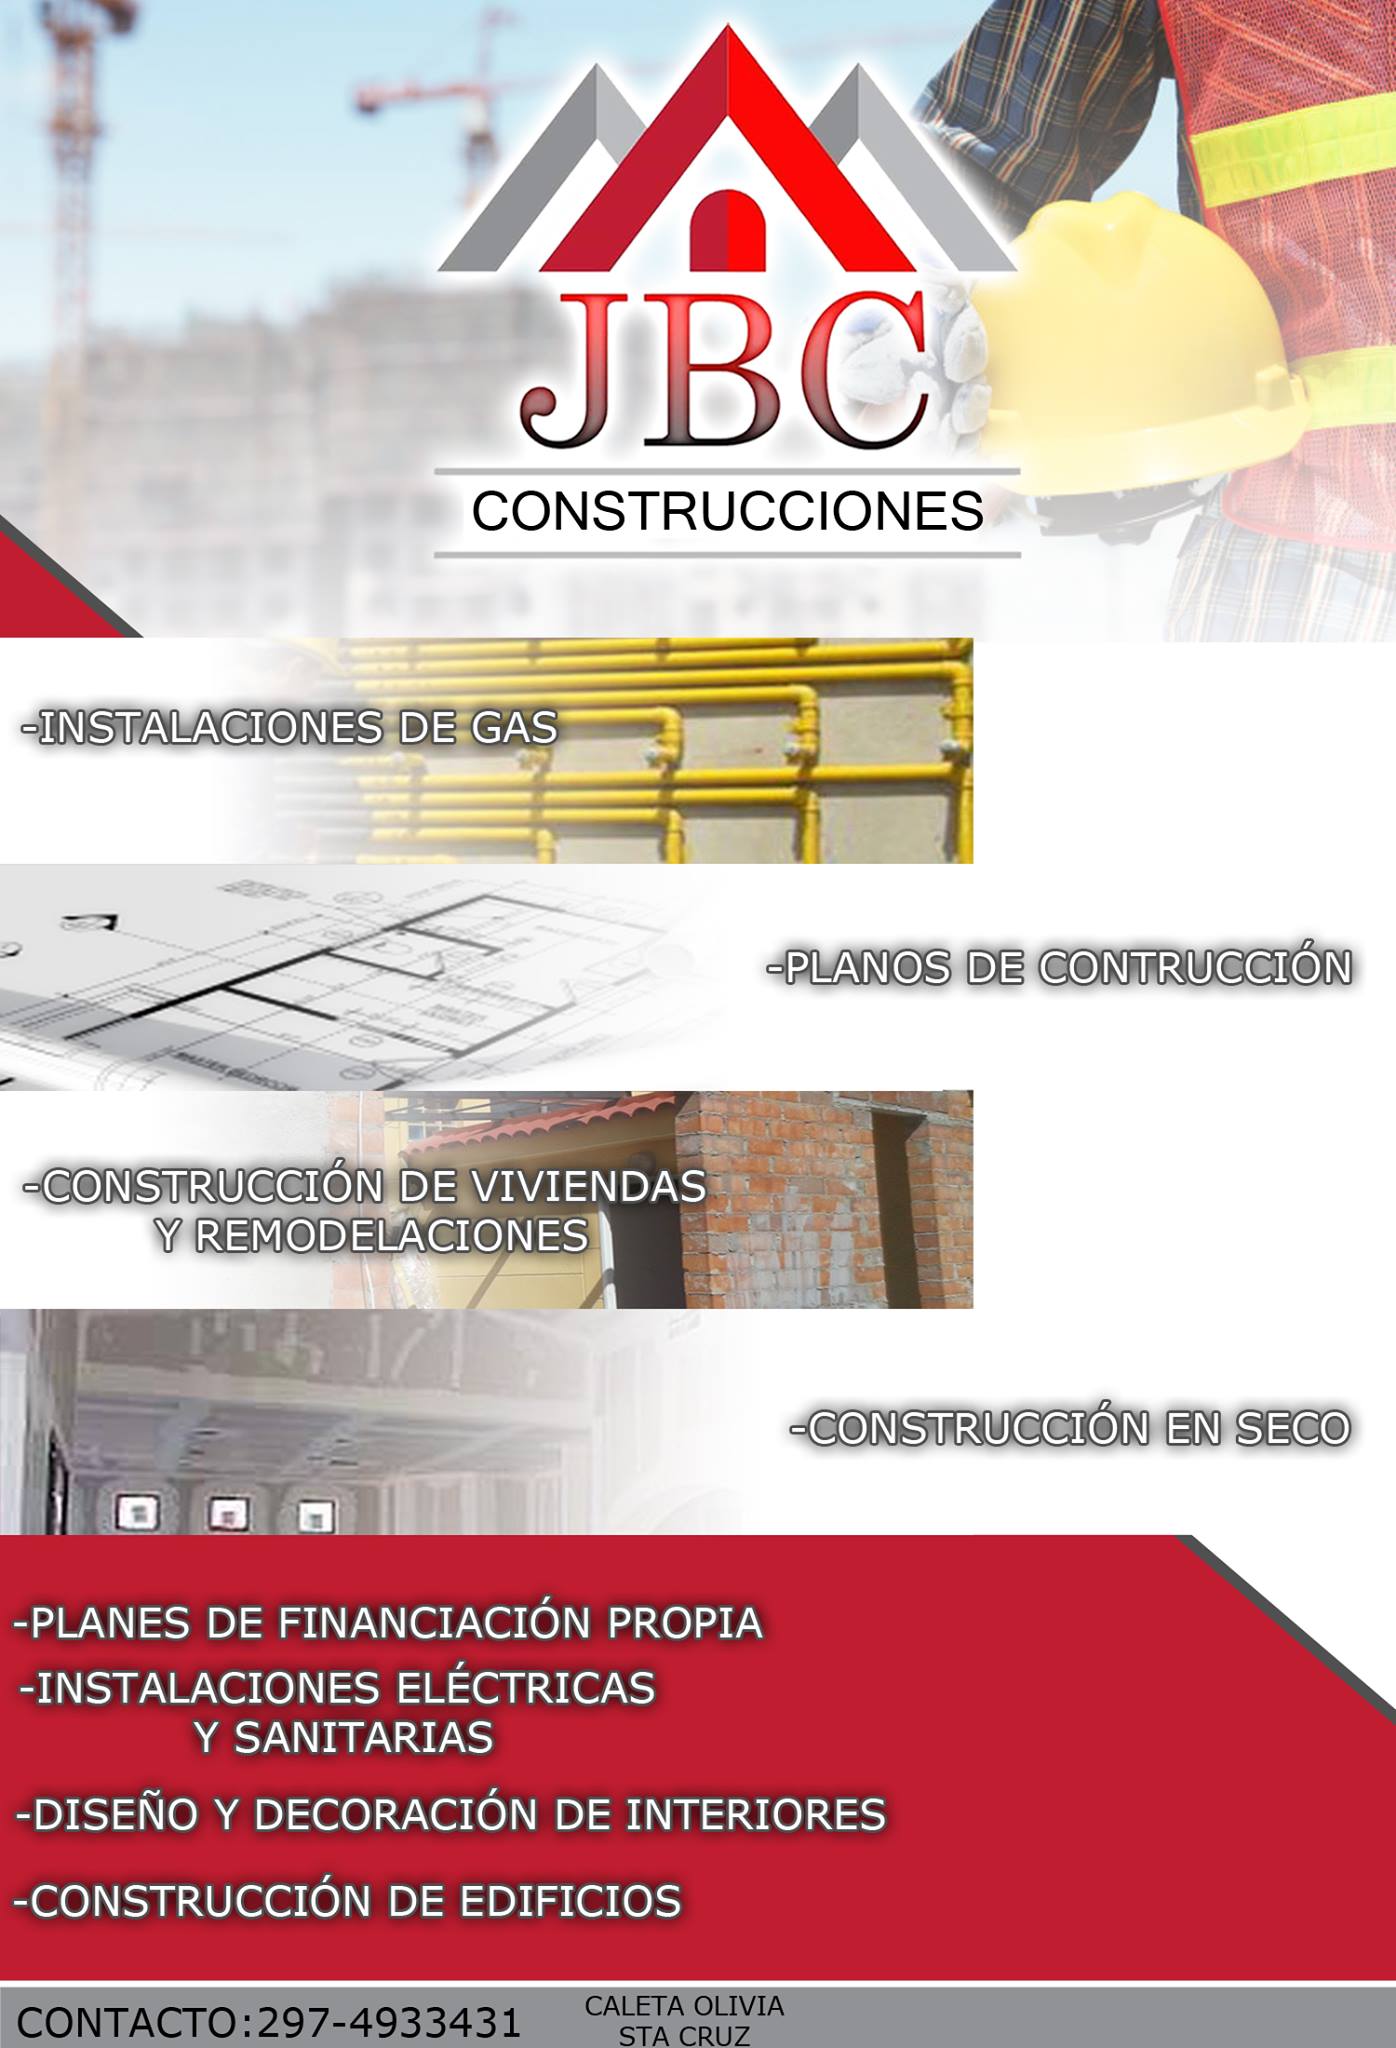 JBC
CONSTRUCCIONES
-INSTALACIONES DE GAS
-PLANOS DE CONTRUCCIÓN
-CONSTRUCCIÓN DE VIVIENDAS
Y REMODELACIONES
-CONSTRUCCIÓN EN SECO
-PLANES DE FINANCIACIÓN PROPIA
-INSTALACIONES ELÉCTRICAS
Y SANITARIAS
-DISEÑO Y DECORACIÓN DE INTERIORES
-CONSTRUCCIÓN DE EDIFICIOS
CONTACTO:297-4933431
CALETA OLIVIA
STA CRUZ